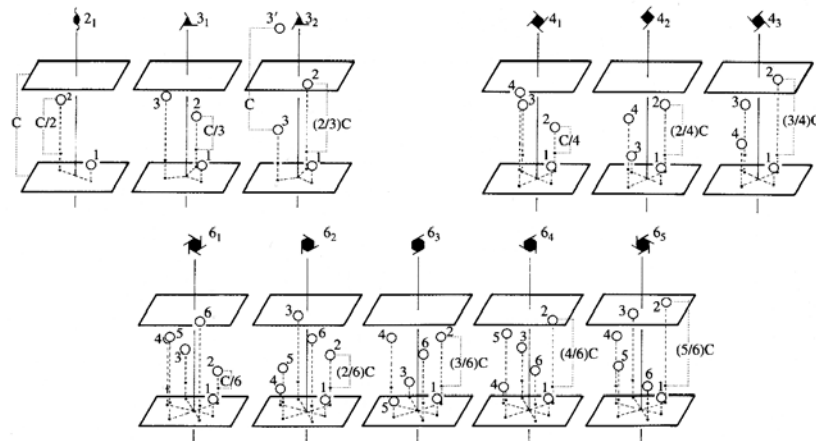 2₁ 3₁ 3′ 3₂ 4₁ 4₂ 4₃
C 2 C/2 1
3 2 C/3 1
C 3 2 (2/3)C 1
4 3 2 C/4 1
4 2 (2/4)C 3 1
2 3 (3/4)C 4 1
6₁ 6₂ 6₃ 6₄ 6₅
6 4 5 3 2 C/6 1
3 6 2 5 (2/6)C 4 1
4 2 6 (3/6)C 3 1 5
2 5 3 (4/6)C 6 4 1
2 3 5 (5/6)C 5 6 1